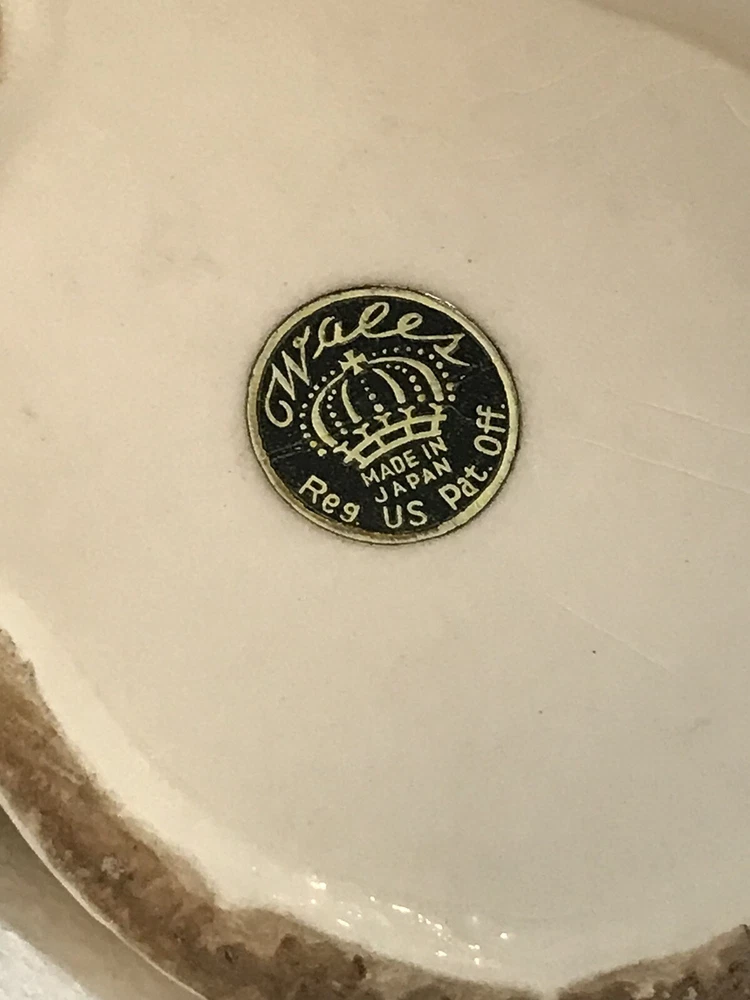 Wales
MADE IN
JAPAN
Reg. US Pat. Off.